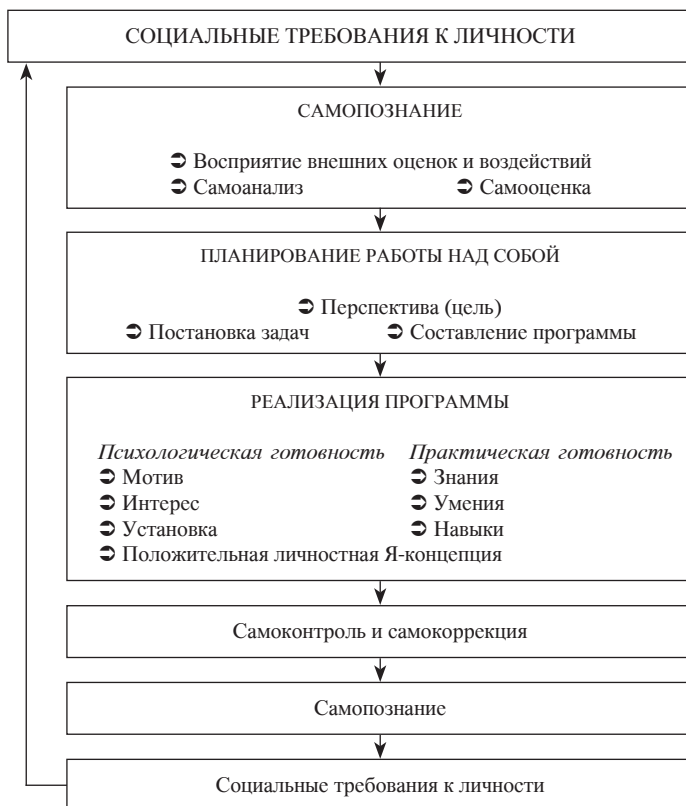 СОЦИАЛЬНЫЕ ТРЕБОВАНИЯ К ЛИЧНОСТИ
САМОПОЗНАНИЕ
➲ Восприятие внешних оценок и воздействий
➲ Самоанализ ➲ Самооценка
ПЛАНИРОВАНИЕ РАБОТЫ НАД СОБОЙ
➲ Перспектива (цель)
➲ Постановка задач ➲ Составление программы
РЕАЛИЗАЦИЯ ПРОГРАММЫ
Психологическая готовность Практическая готовность
➲ Мотив ➲ Знания
➲ Интерес ➲ Умения
➲ Установка ➲ Навыки
➲ Положительная личностная Я-концепция
Самоконтроль и самокоррекция
Самопознание
Социальные требования к личности